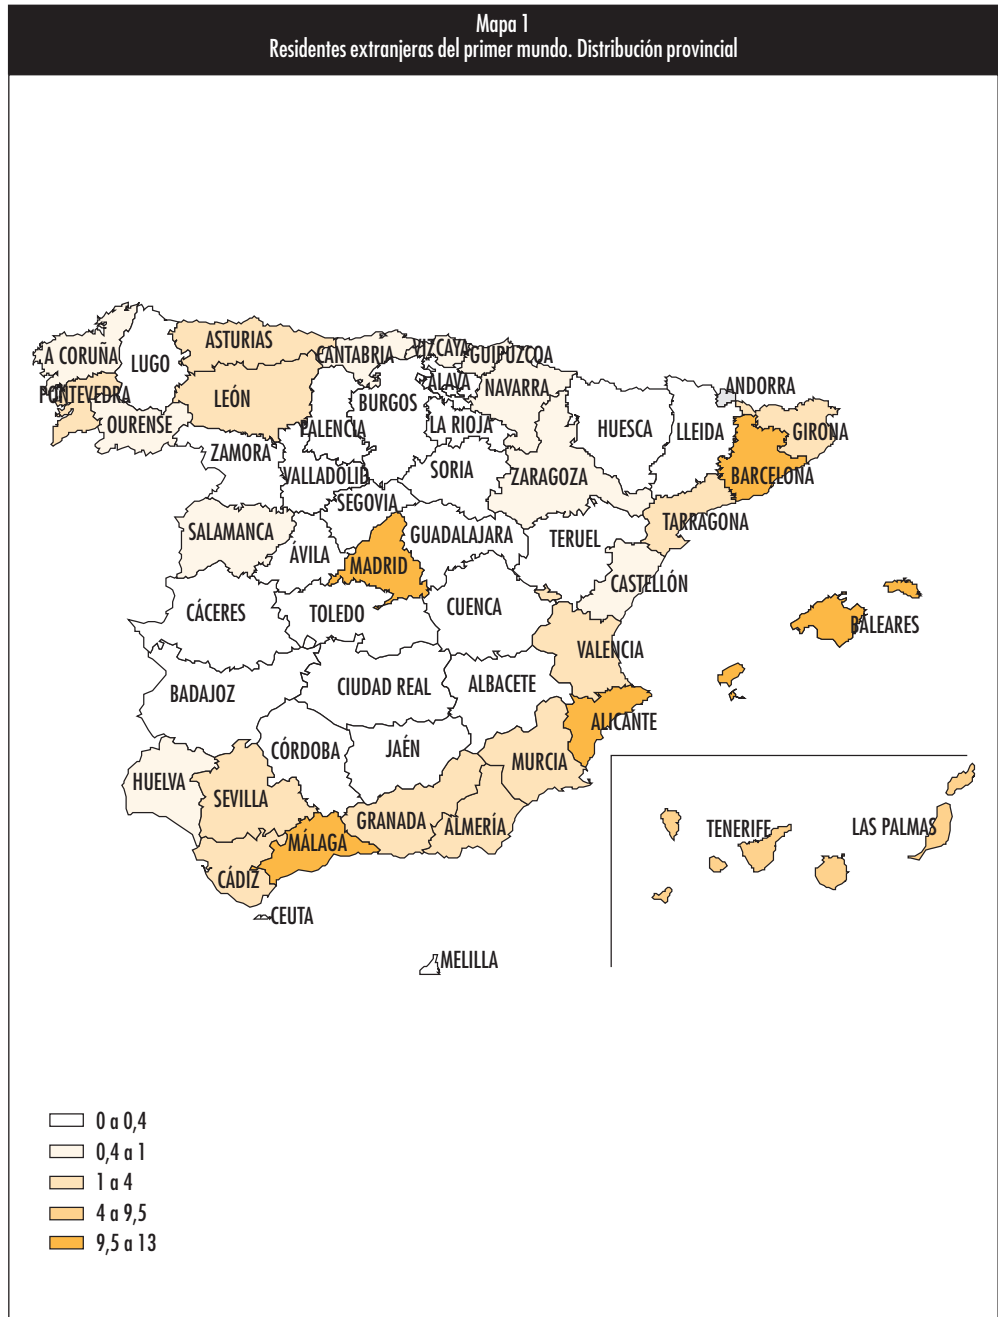 Mapa 1
Residentes extranjeras del primer mundo. Distribución provincial
A CORUÑA
LUGO
ASTURIAS
CANTABRIA
VIZCAYA
GUIPÚZCOA
PONTEVEDRA
OURENSE
LEÓN
PALENCIA
BURGOS
ÁLAVA
NAVARRA
LA RIOJA
HUESCA
LLEIDA
ANDORRA
GIRONA
BARCELONA
ZAMORA
VALLADOLID
SORIA
ZARAGOZA
TARRAGONA
SEGOVIA
SALAMANCA
ÁVILA
MADRID
GUADALAJARA
TERUEL
CASTELLÓN
CÁCERES
TOLEDO
CUENCA
VALENCIA
BÁLEARES
BADAJOZ
CIUDAD REAL
ALBACETE
ALICANTE
HUELVA
SEVILLA
CÓRDOBA
JAÉN
MURCIA
CÁDIZ
MÁLAGA
GRANADA
ALMERÍA
CEUTA
MELILLA
TENERIFE
LAS PALMAS
0 a 0,4
0,4 a 1
1 a 4
4 a 9,5
9,5 a 13